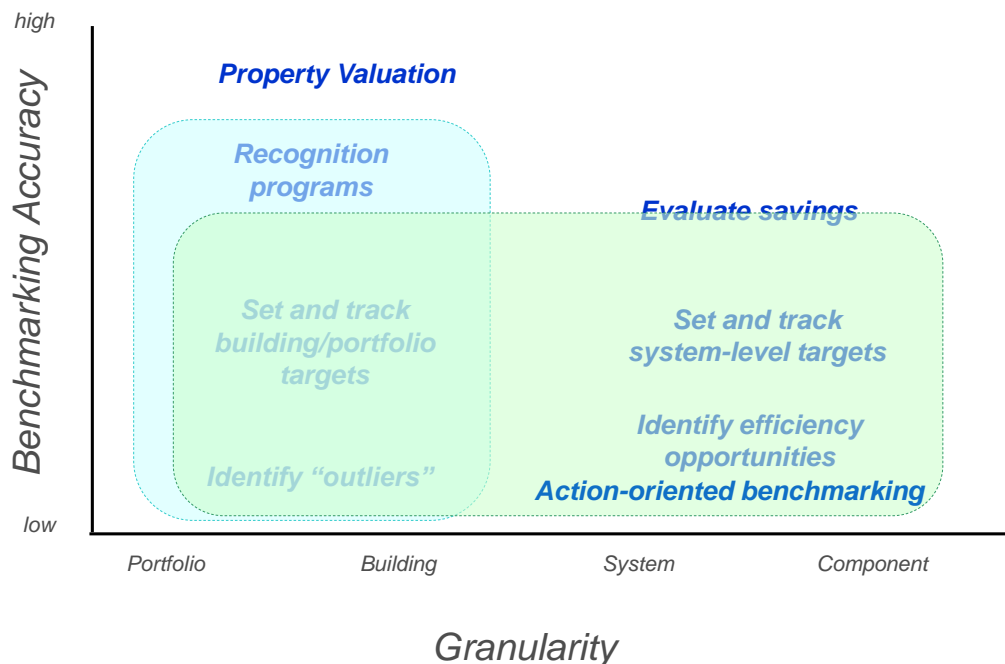 high
Property Valuation
Recognition
programs
Evaluate savings
Set and track
building/portfolio
targets
Set and track
system-level targets
Identify efficiency
opportunities
Identify “outliers”
Action-oriented benchmarking
low
Benchmarking Accuracy
Portfolio
Building
System
Component
Granularity